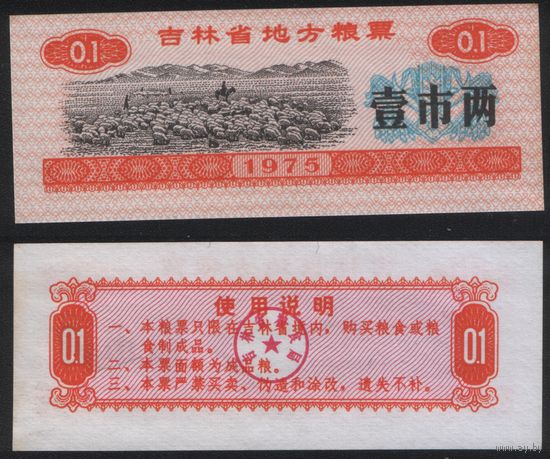 吉林省地方粮票
0.1
0.1
壹市两
1975
使用说明
一、本粮票只限在吉林省境内，购买粮食或粮
食制成品。
二、本票面额为成品粮。
三、本票严禁买卖、伪造和涂改，遗失不补。
0.1
0.1